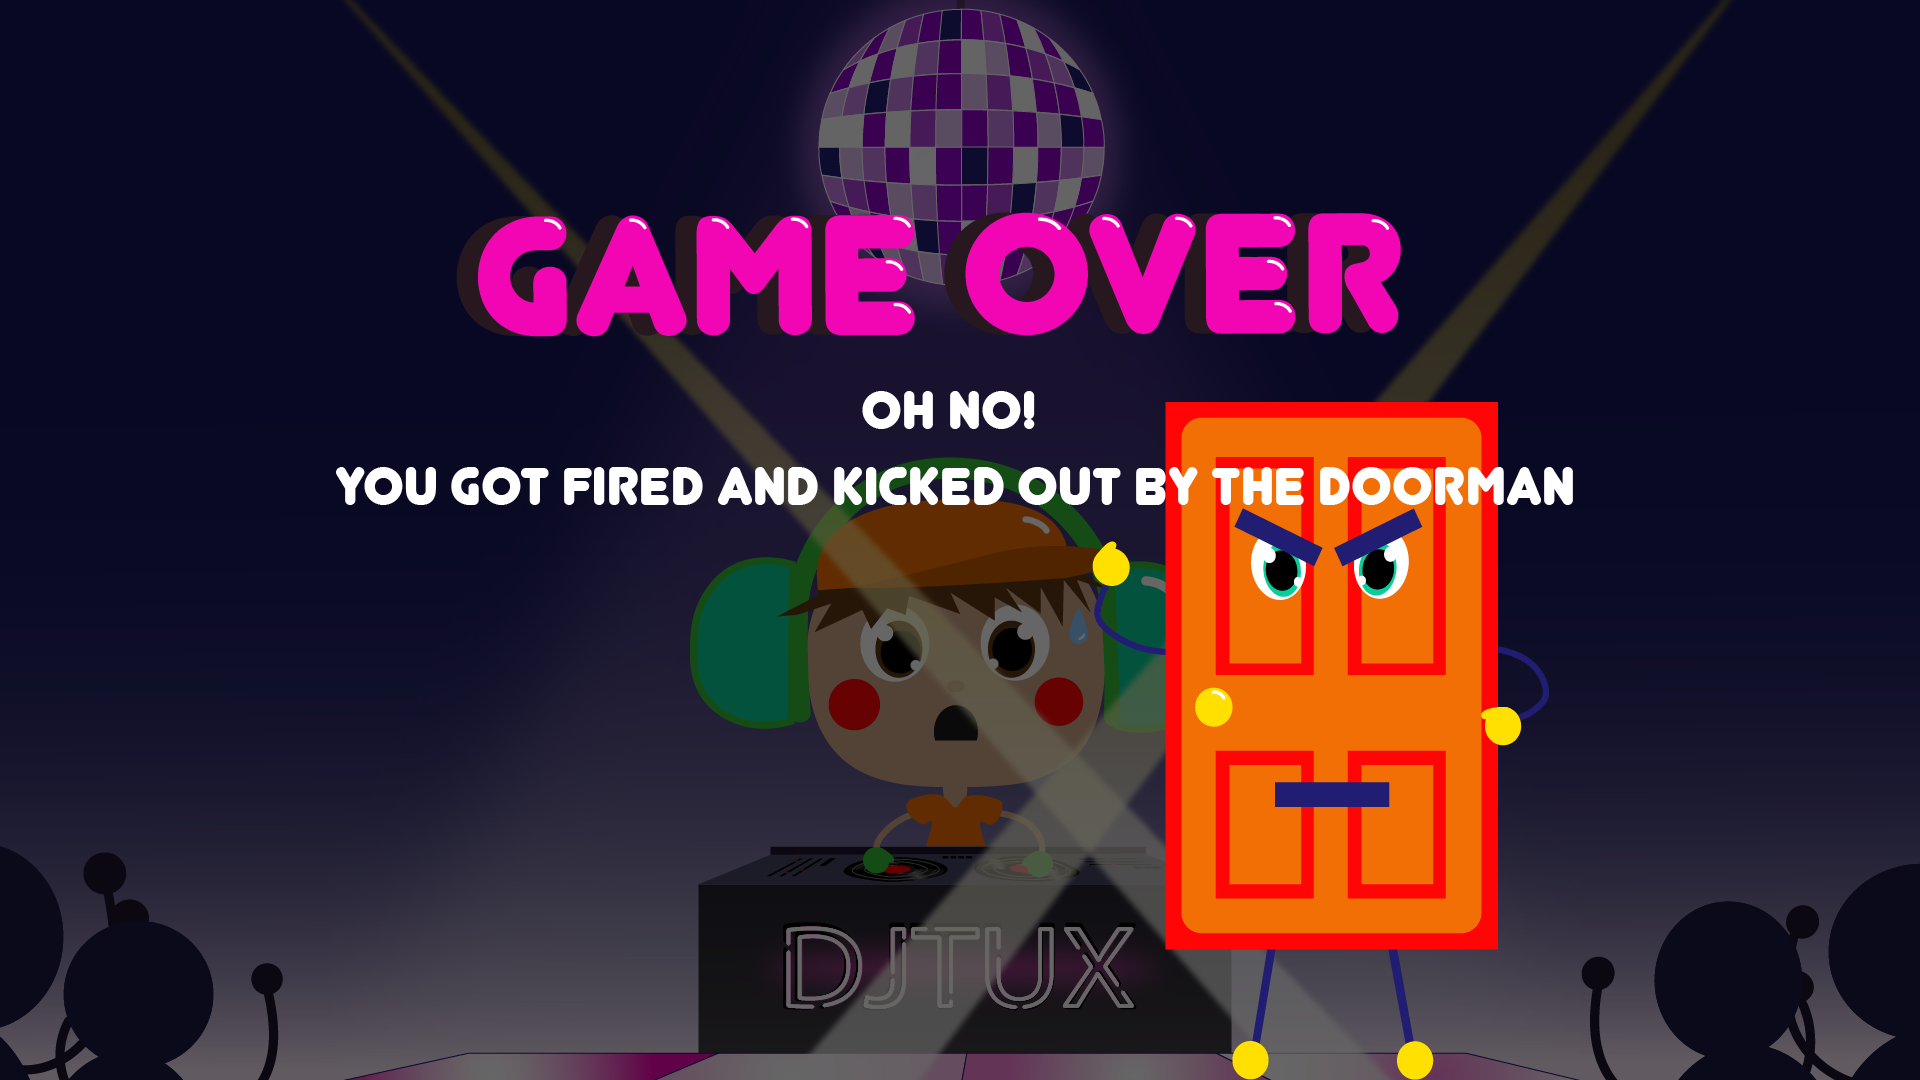 GAME OVER
OH NO!
YOU GOT FIRED AND KICKED OUT BY THE DOORMAN
DJTUX